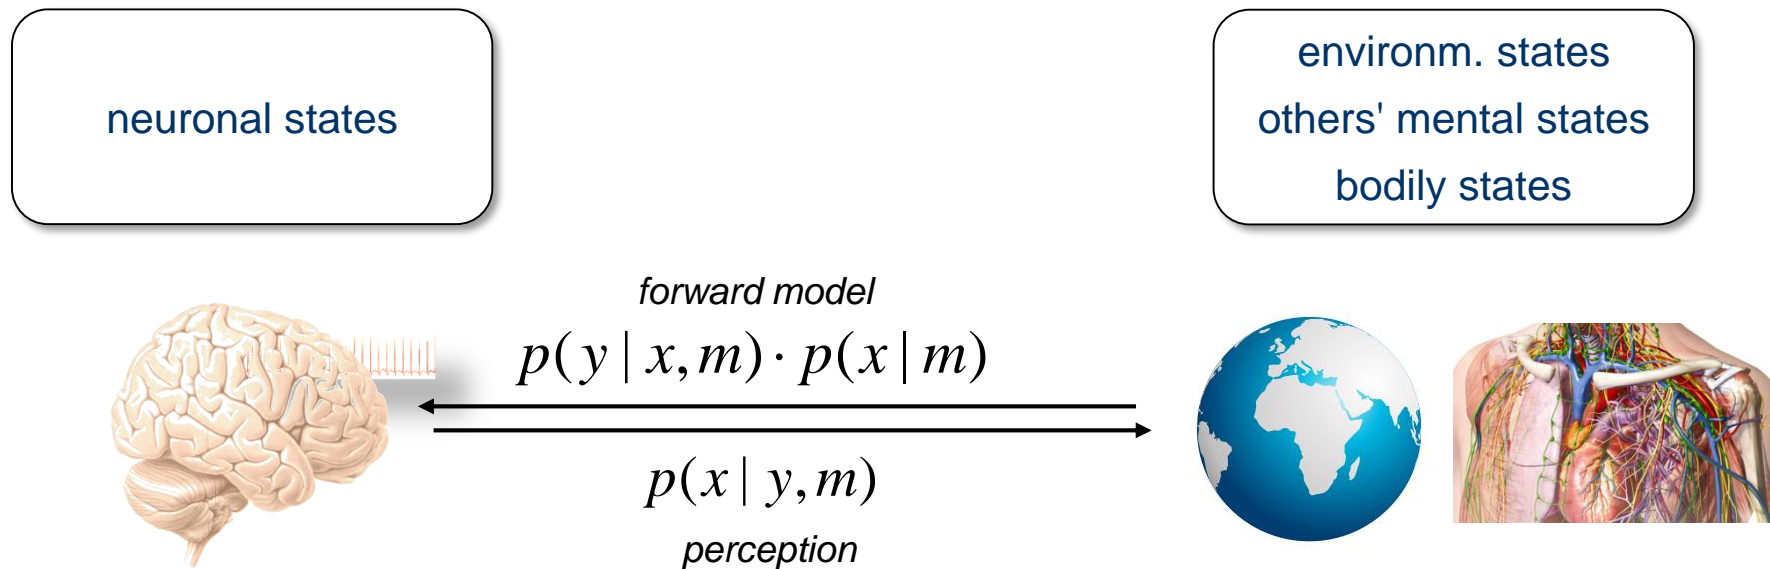 neuronal states
environm. states
others' mental states
bodily states
forward model
p(y | x, m) · p(x | m)
p(x | y, m)
perception